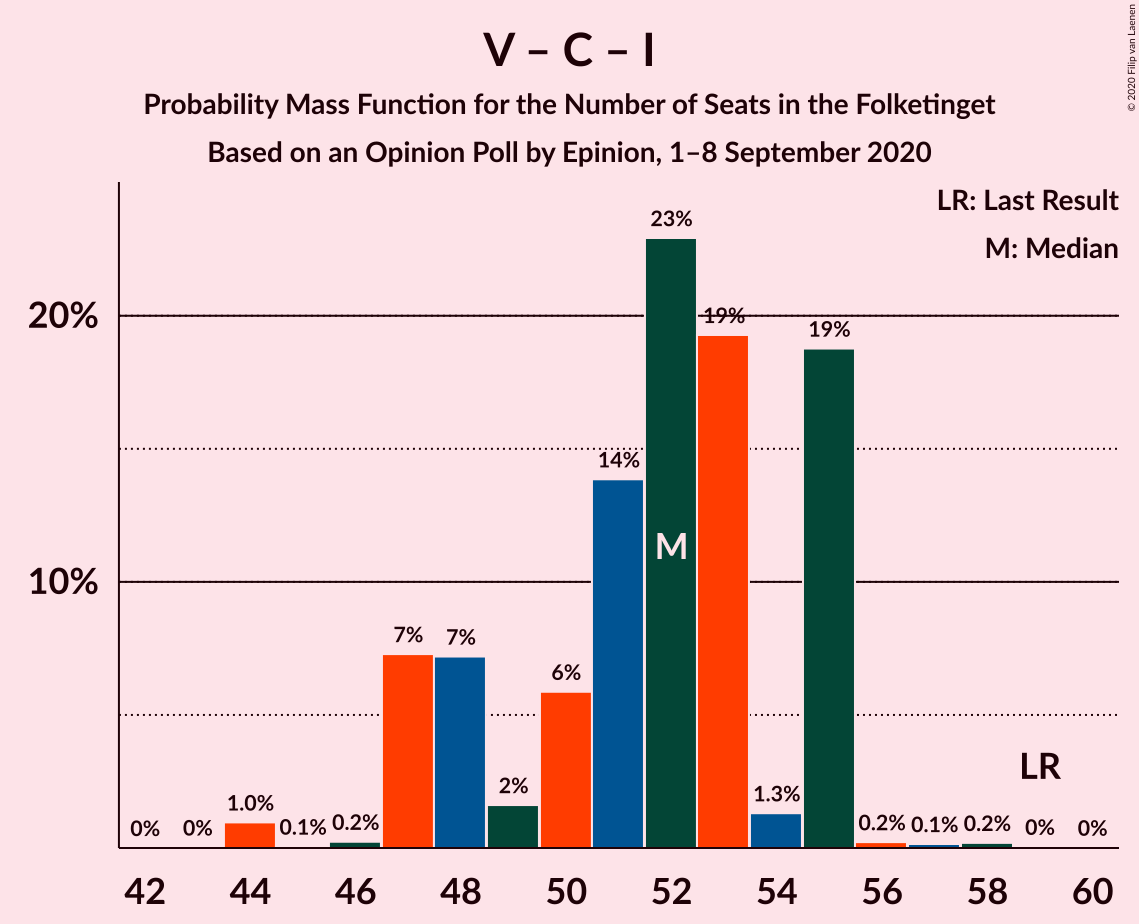 © 2020 Filip van Laenen
V – C – I
Probability Mass Function for the Number of Seats in the Folketinget
Based on an Opinion Poll by Epinion, 1–8 September 2020
LR: Last Result
M: Median
20%
10%
0%
0%
1.0%
0.1%
0.2%
7%
7%
2%
6%
14%
23%
19%
1.3%
19%
0.2%
0.1%
0.2%
0%
0%
M
LR
42 44 46 48 50 52 54 56 58 60